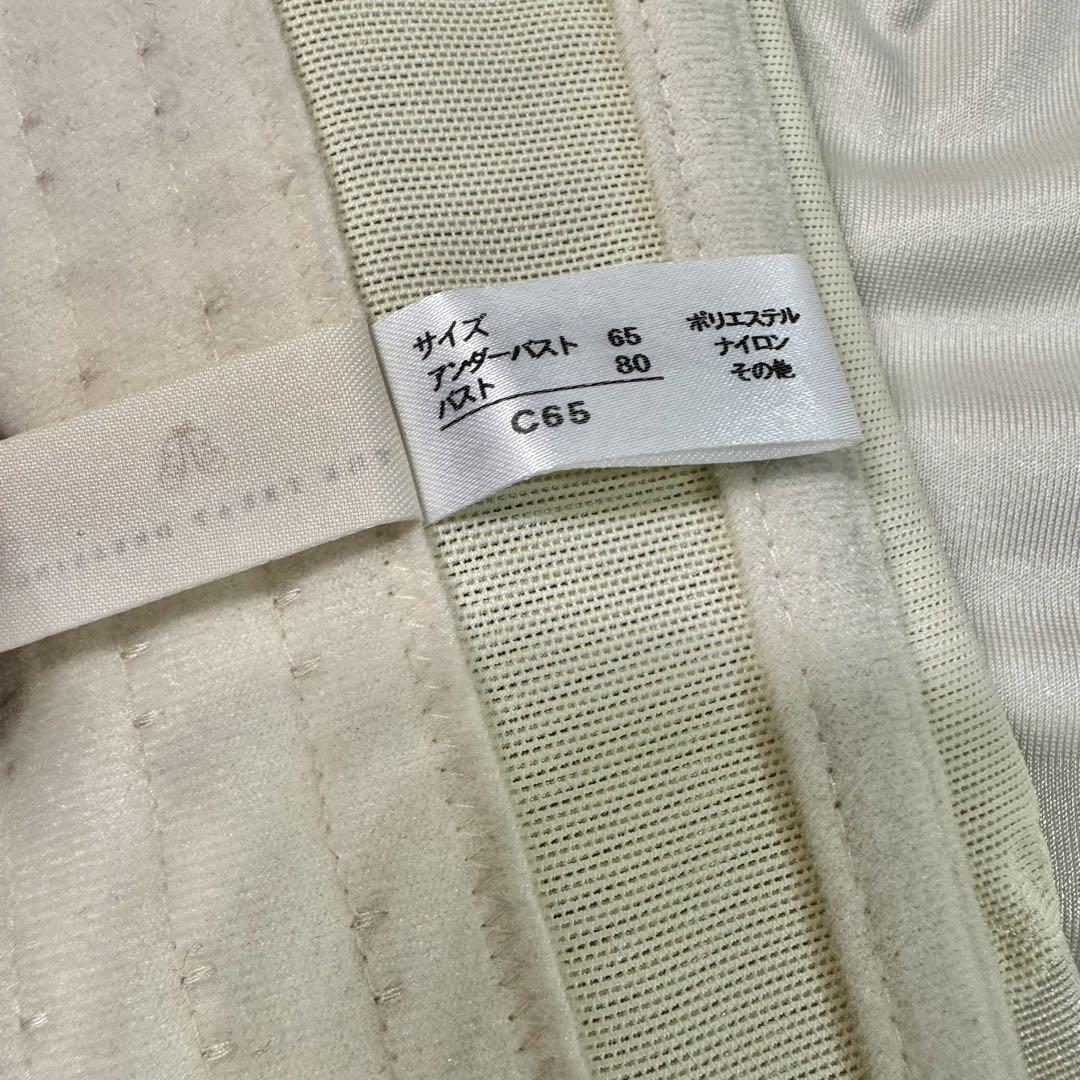 サイズ
アンダーバスト 65
バスト 80
C65
ポリエステル
ナイロン
その他